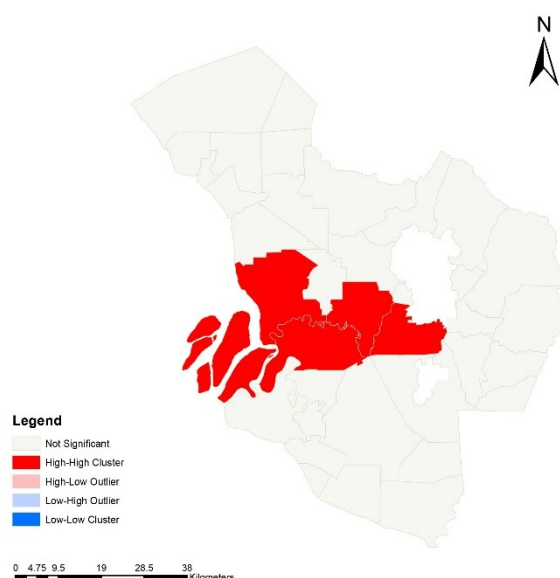 N
Legend
Not Significant
High-High Cluster
High-Low Outlier
Low-High Outlier
Low-Low Cluster
0 4.75 9.5 19 28.5 38
Kilometers